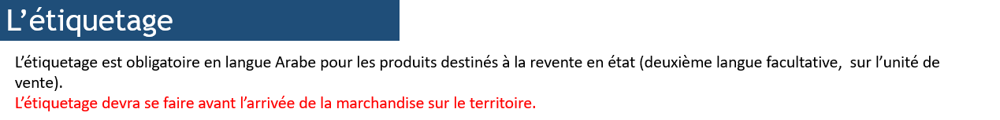 L’étiquetage
L’étiquetage est obligatoire en langue Arabe pour les produits destinés à la revente en état (deuxième langue facultative,  sur l’unité de
vente).
L’étiquetage devra se faire avant l’arrivée de la marchandise sur le territoire.